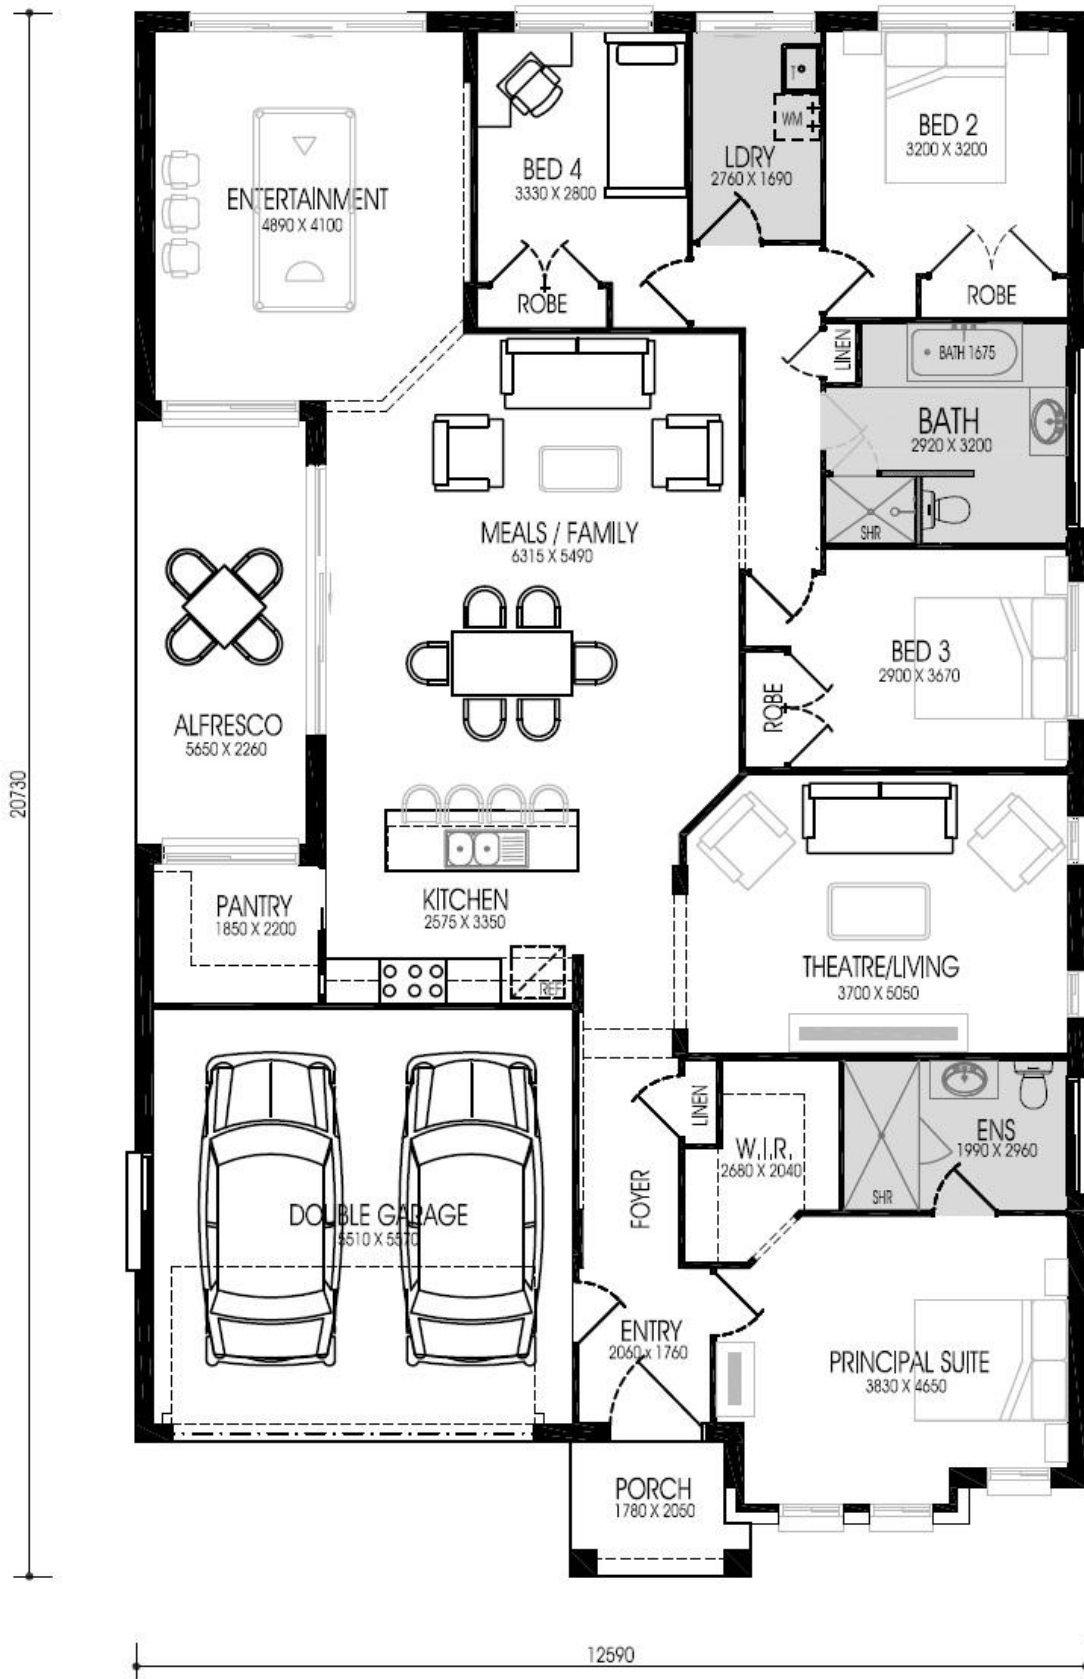 ENTERTAINMENT
4890 X 4100
BED 4
3330 X 2800
ROBE
LDRY
2760 X 1690
T
WM
BED 2
3200 X 3200
ROBE
LINEN
BATH 1675
BATH
2920 X 3200
SHR
MEALS / FAMILY
6315 X 5490
ALFRESCO
5650 X 2260
BED 3
2900 X 3670
ROBE
20730
PANTRY
1850 X 2200
KITCHEN
2575 X 3350
REF
THEATRE/LIVING
3700 X 5050
LINEN
W.I.R.
2680 X 2040
ENS
1990 X 2960
SHR
FOYER
DOUBLE GARAGE
5510 X 5570
ENTRY
2060 x 1760
PRINCIPAL SUITE
3830 X 4650
PORCH
1780 X 2050
12590